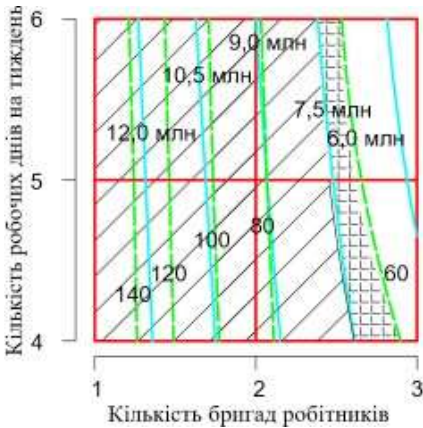 Кількість робочих днів на тиждень
6
5
4
9,0 млн
10,5 млн
7,5 млн
12,0 млн
6,0 млн
100
80
120
60
140
1
2
3
Кількість бригад робітників